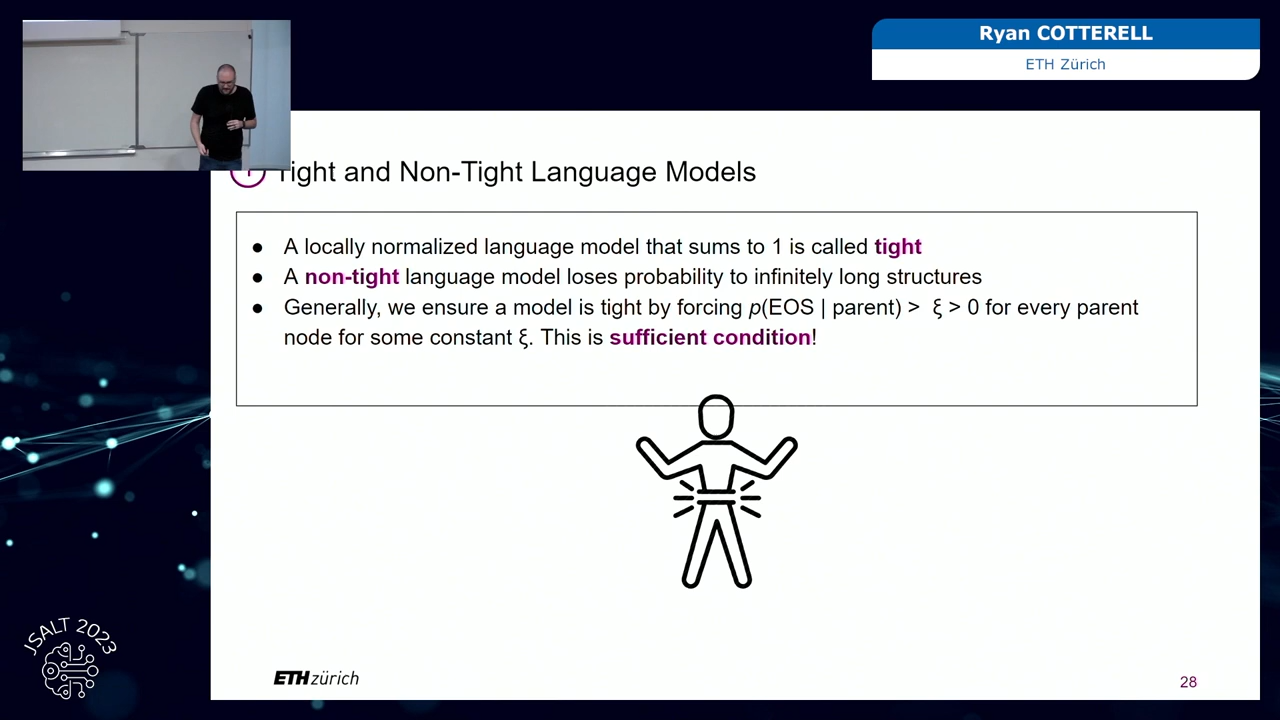 Ryan COTTERELL
ETH Zürich
Tight and Non-Tight Language Models
● A locally normalized language model that sums to 1 is called tight
● A non-tight language model loses probability to infinitely long structures
● Generally, we ensure a model is tight by forcing p(EOS | parent) > ξ > 0 for every parent
node for some constant ξ. This is sufficient condition!
JSALT 2023
ETH zürich
28